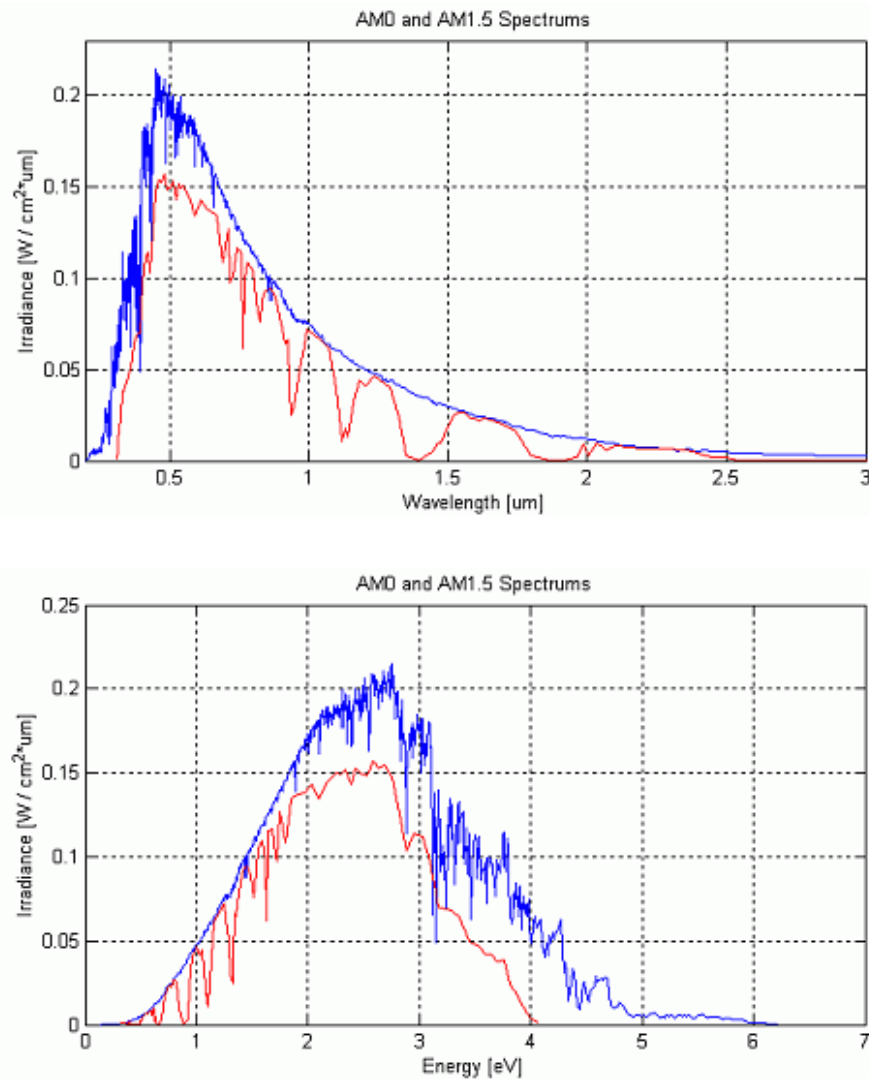 AM0 and AM1.5 Spectrums
0.2
0.15
0.1
0.05
0
Irradiance [W / cm²*um]
0.5 1 1.5 2 2.5 3
Wavelength [um]
AM0 and AM1.5 Spectrums
0.25
0.2
0.15
0.1
0.05
0
Irradiance [W / cm²*um]
0 1 2 3 4 5 6 7
Energy [eV]